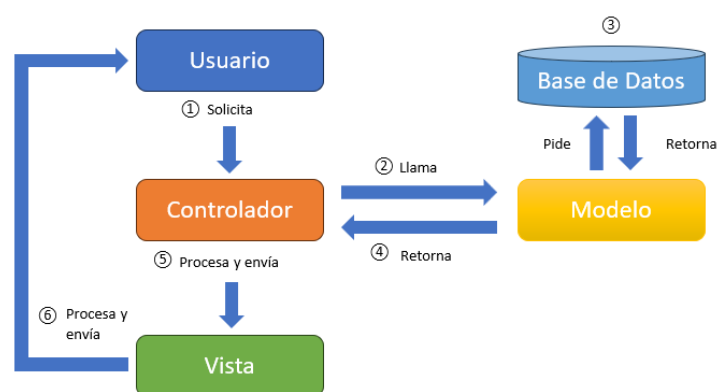 ③
Usuario
Base de Datos
① Solicita
Pide
Retorna
② Llama
Controlador
Modelo
④ Retorna
⑤ Procesa y envía
⑥ Procesa y
envía
Vista